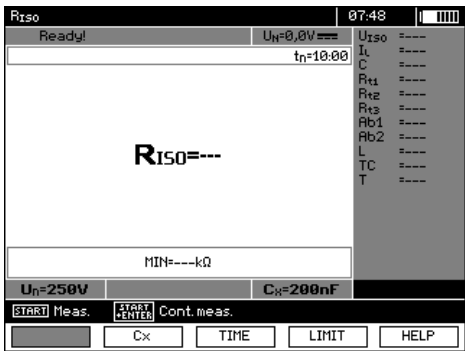 RISO 07:48
Ready! UN=0,0V
tn=10:00
RISO=---
MIN=---kΩ
Un=250V CX=200nF
UISO =---
IL =---
C =---
Rt1 =---
Rt2 =---
Rt3 =---
Ab1 =---
Ab2 =---
L =---
TC =---
T =---
START Meas. START +ENTER Cont. meas.
Cx TIME LIMIT HELP